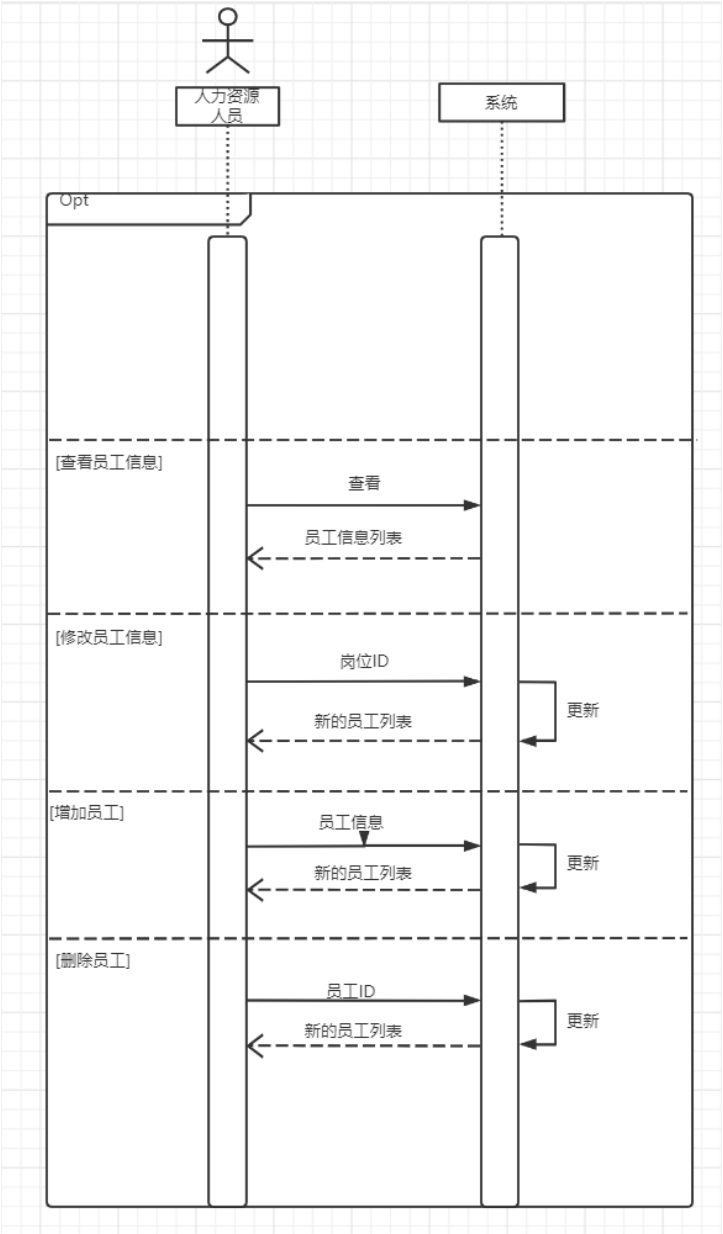 人力资源
人员
系统
Opt
[查看员工信息]
查看
员工信息列表
[修改员工信息]
岗位ID
更新
新的员工列表
[增加员工]
员工信息
更新
新的员工列表
[删除员工]
员工ID
更新
新的员工列表